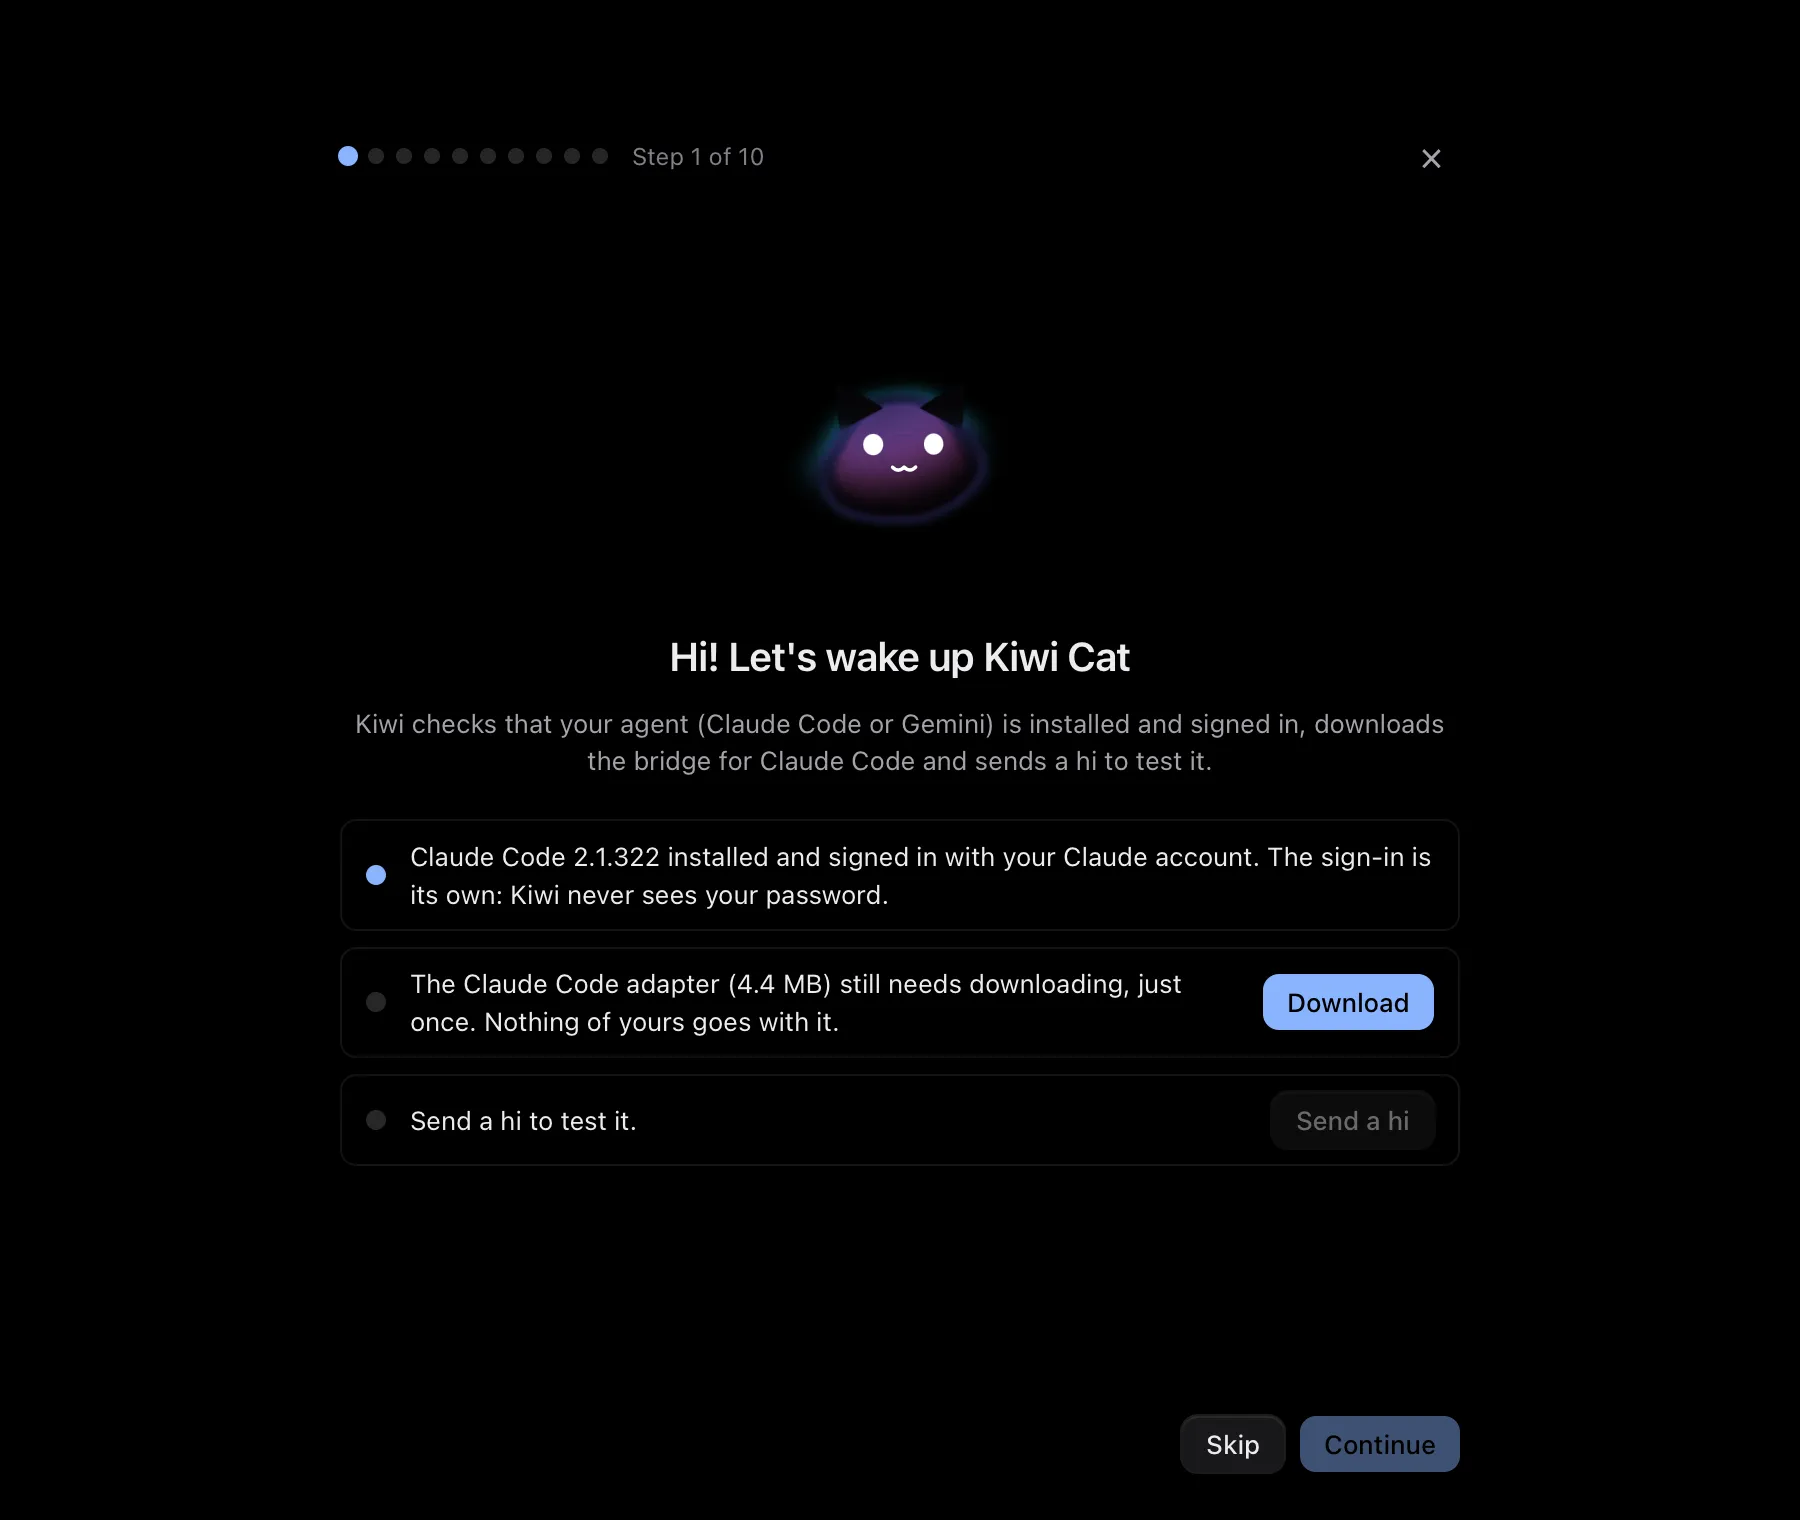 Step 1 of 10
Hi! Let's wake up Kiwi Cat
Kiwi checks that your agent (Claude Code or Gemini) is installed and signed in, downloads
the bridge for Claude Code and sends a hi to test it.
Claude Code 2.1.322 installed and signed in with your Claude account. The sign-in is
its own: Kiwi never sees your password.
The Claude Code adapter (4.4 MB) still needs downloading, just
once. Nothing of yours goes with it.
Download
Send a hi to test it.
Send a hi
Skip
Continue